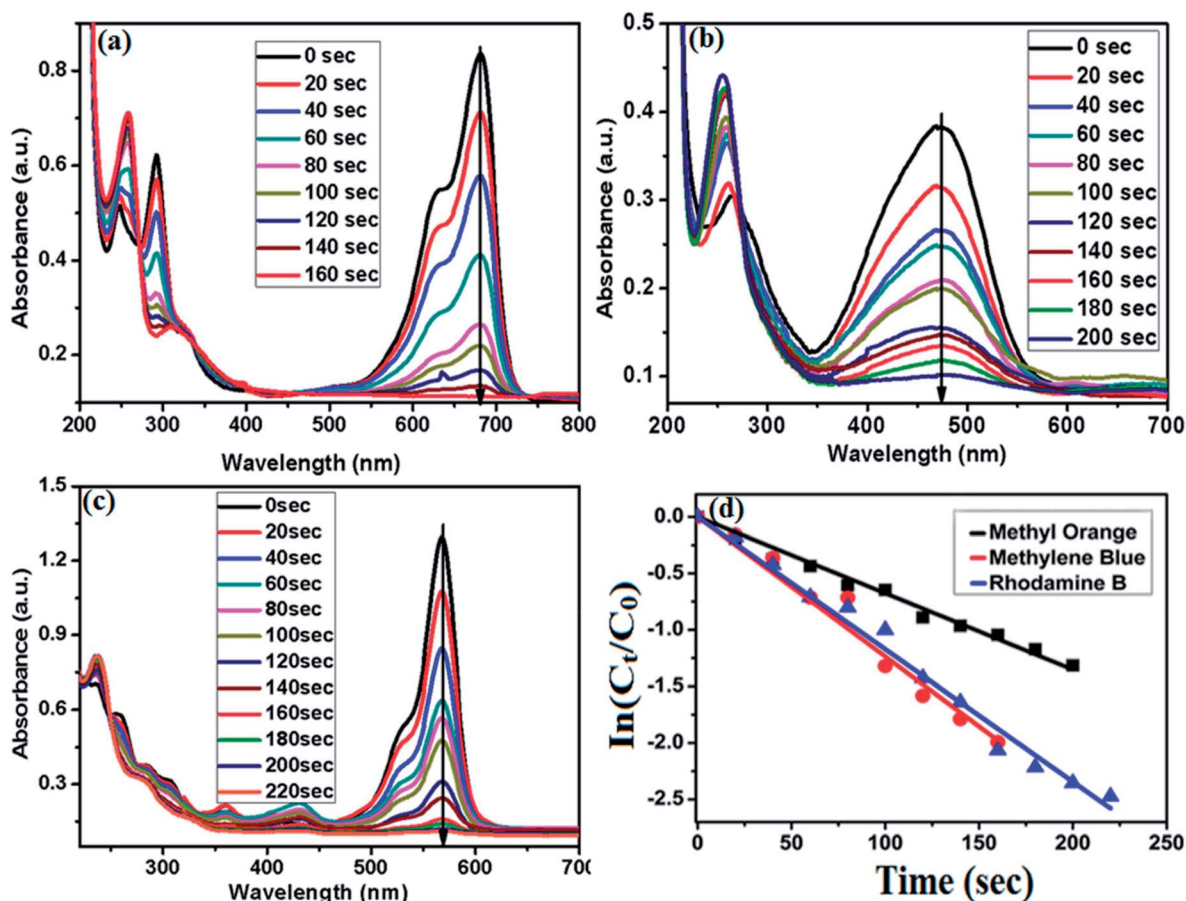 (a)
0 sec
20 sec
40 sec
60 sec
80 sec
100 sec
120 sec
140 sec
160 sec
0.8
0.6
0.4
0.2
Absorbance (a.u.)
200 300 400 500 600 700 800
Wavelength (nm)
(b)
0 sec
20 sec
40 sec
60 sec
80 sec
100 sec
120 sec
140 sec
160 sec
180 sec
200 sec
0.5
0.4
0.3
0.2
0.1
Absorbance (a.u.)
200 300 400 500 600 700
Wavelength (nm)
(c)
0sec
20sec
40sec
60sec
80sec
100sec
120sec
140sec
160sec
180sec
200sec
220sec
1.5
1.2
0.9
0.6
0.3
Absorbance (a.u.)
300 400 500 600 700
Wavelength (nm)
(d)
Methyl Orange
Methylene Blue
Rhodamine B
0.0
-0.5
-1.0
-1.5
-2.0
-2.5
In(Ct/C0)
0 50 100 150 200 250
Time (sec)